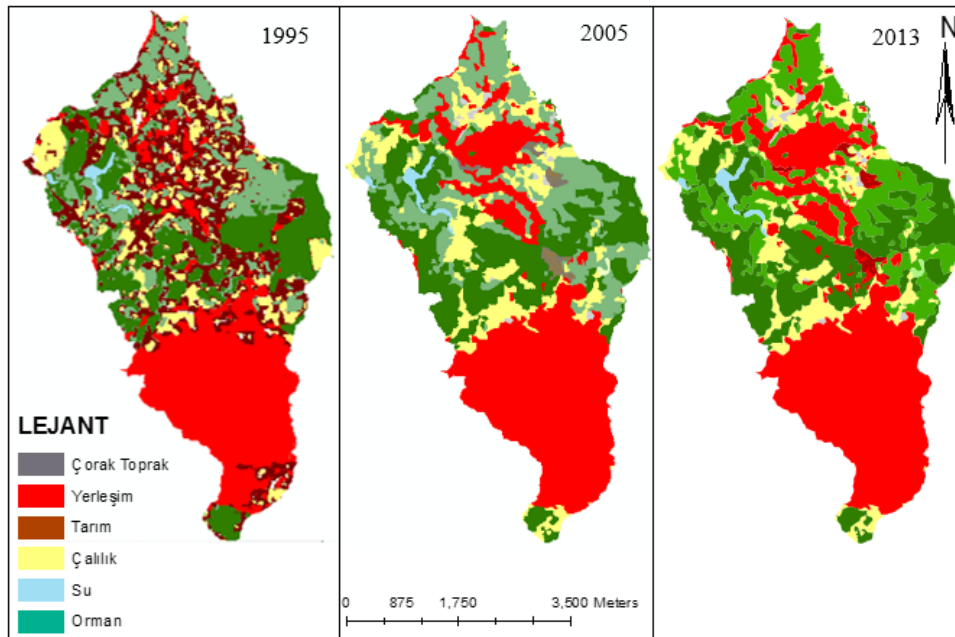 1995
2005
2013
N
LEJANT
Çorak Toprak
Yerleşim
Tarım
Çalılık
Su
Orman
0 875 1,750 3,500 Meters